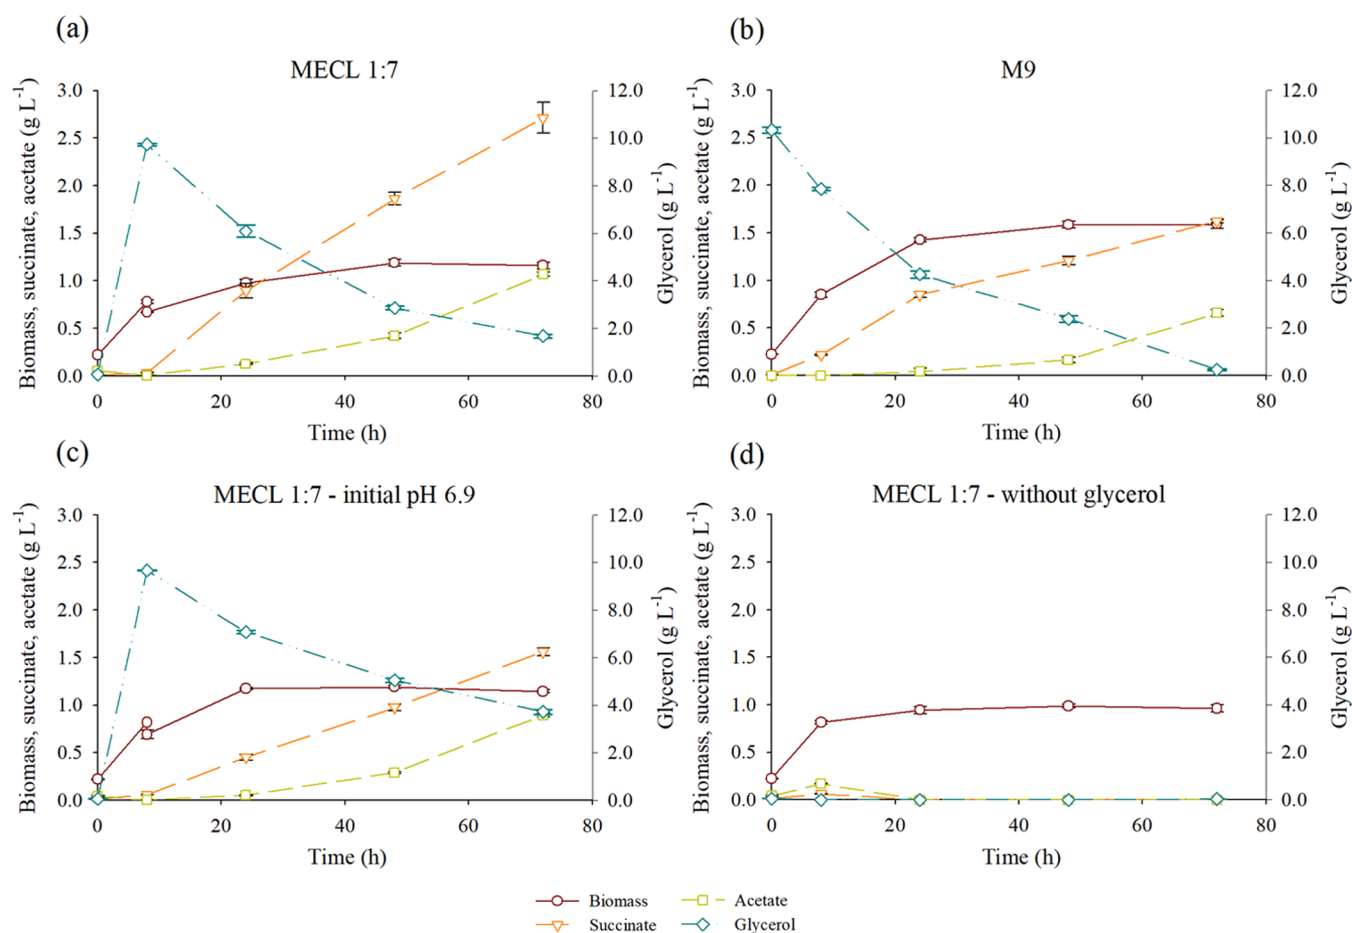 (a)
MECL 1:7
Biomass, succinate, acetate (g L⁻¹)
3.0
2.5
2.0
1.5
1.0
0.5
0.0
12.0
10.0
8.0
6.0
4.0
2.0
0.0
Glycerol (g L⁻¹)
0 20 40 60 80
Time (h)
(b)
M9
Biomass, succinate, acetate (g L⁻¹)
3.0
2.5
2.0
1.5
1.0
0.5
0.0
12.0
10.0
8.0
6.0
4.0
2.0
0.0
Glycerol (g L⁻¹)
0 20 40 60 80
Time (h)
(c)
MECL 1:7 - initial pH 6.9
Biomass, succinate, acetate (g L⁻¹)
3.0
2.5
2.0
1.5
1.0
0.5
0.0
12.0
10.0
8.0
6.0
4.0
2.0
0.0
Glycerol (g L⁻¹)
0 20 40 60 80
Time (h)
(d)
MECL 1:7 - without glycerol
Biomass, succinate, acetate (g L⁻¹)
3.0
2.5
2.0
1.5
1.0
0.5
0.0
12.0
10.0
8.0
6.0
4.0
2.0
0.0
Glycerol (g L⁻¹)
0 20 40 60 80
Time (h)
Biomass Acetate
Succinate Glycerol